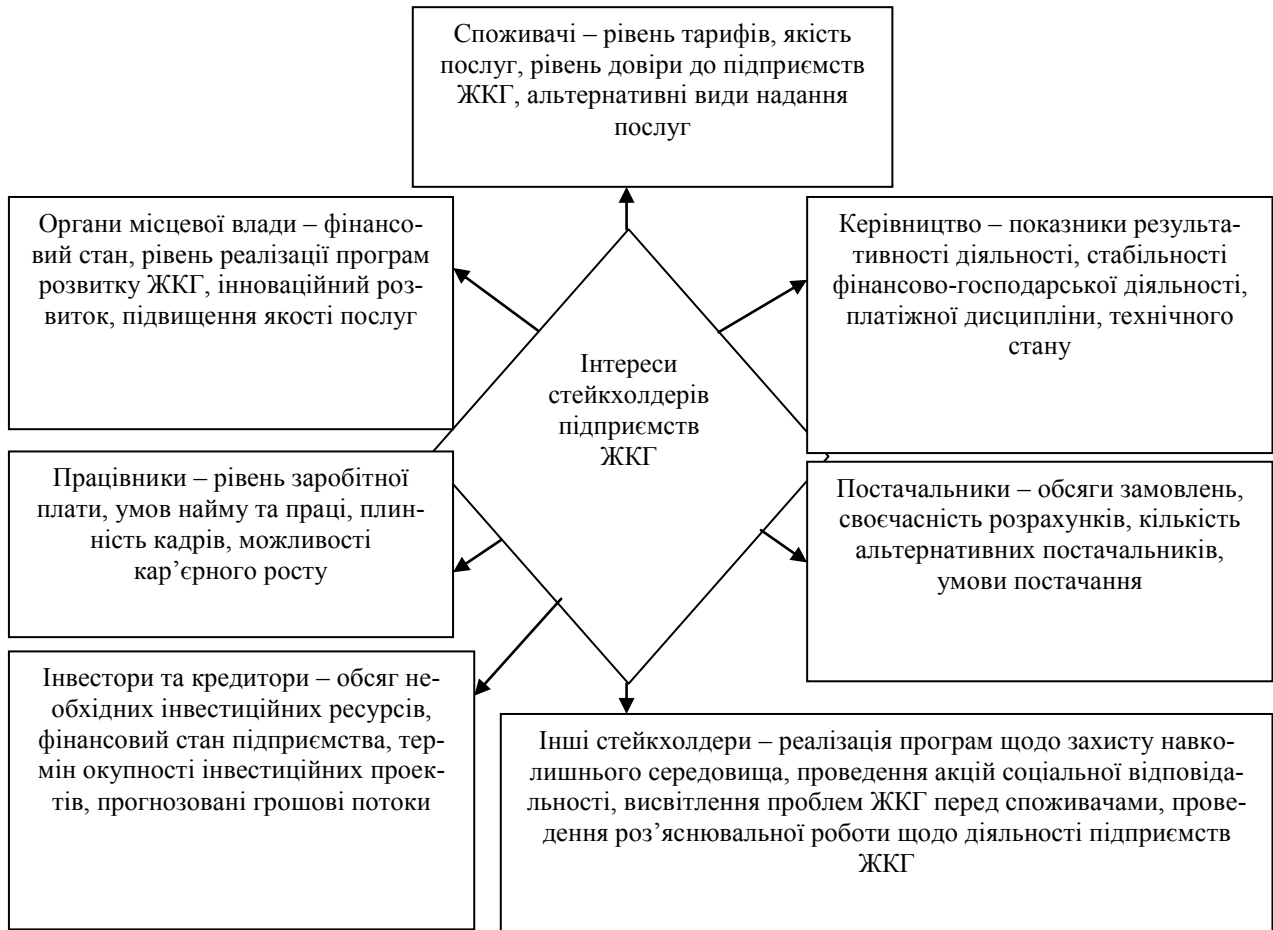 Споживачі – рівень тарифів, якість
послуг, рівень довіри до підприємств
ЖКГ, альтернативні види надання
послуг
Органи місцевої влади – фінансо-
вий стан, рівень реалізації програм
розвитку ЖКГ, інноваційний роз-
виток, підвищення якості послуг
Керівництво – показники результа-
тивності діяльності, стабільності
фінансово-господарської діяльності,
платіжної дисципліни, технічного
стану
Інтереси
стейкхолдерів
підприємств
ЖКГ
Працівники – рівень заробітної
плати, умов найму та праці, плин-
ність кадрів, можливості
кар’єрного росту
Постачальники – обсяги замовлень,
своєчасність розрахунків, кількість
альтернативних постачальників,
умови постачання
Інвестори та кредитори – обсяг не-
обхідних інвестиційних ресурсів,
фінансовий стан підприємства, тер-
мін окупності інвестиційних проек-
тів, прогнозовані грошові потоки
Інші стейкхолдери – реалізація програм щодо захисту навко-
лишнього середовища, проведення акцій соціальної відповіда-
льності, висвітлення проблем ЖКГ перед споживачами, прове-
дення роз’яснювальної роботи щодо діяльності підприємств
ЖКГ